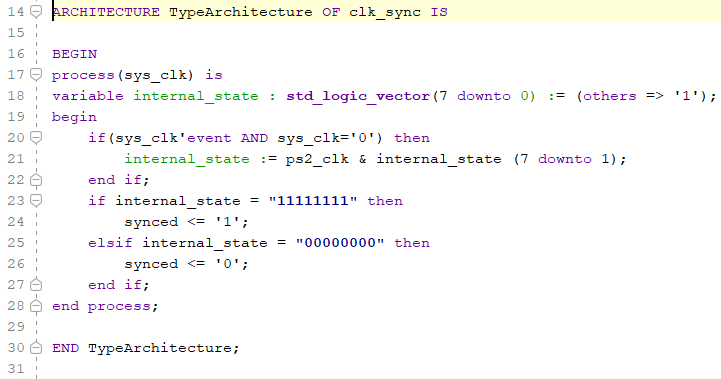 14 ARCHITECTURE TypeArchitecture OF clk_sync IS
15
16 BEGIN
17 process(sys_clk) is
18 variable internal_state : std_logic_vector(7 downto 0) := (others => '1');
19 begin
20     if(sys_clk'event AND sys_clk='0') then
21         internal_state := ps2_clk & internal_state (7 downto 1);
22     end if;
23     if internal_state = "11111111" then
24         synced <= '1';
25     elsif internal_state = "00000000" then
26         synced <= '0';
27     end if;
28 end process;
29
30 END TypeArchitecture;
31